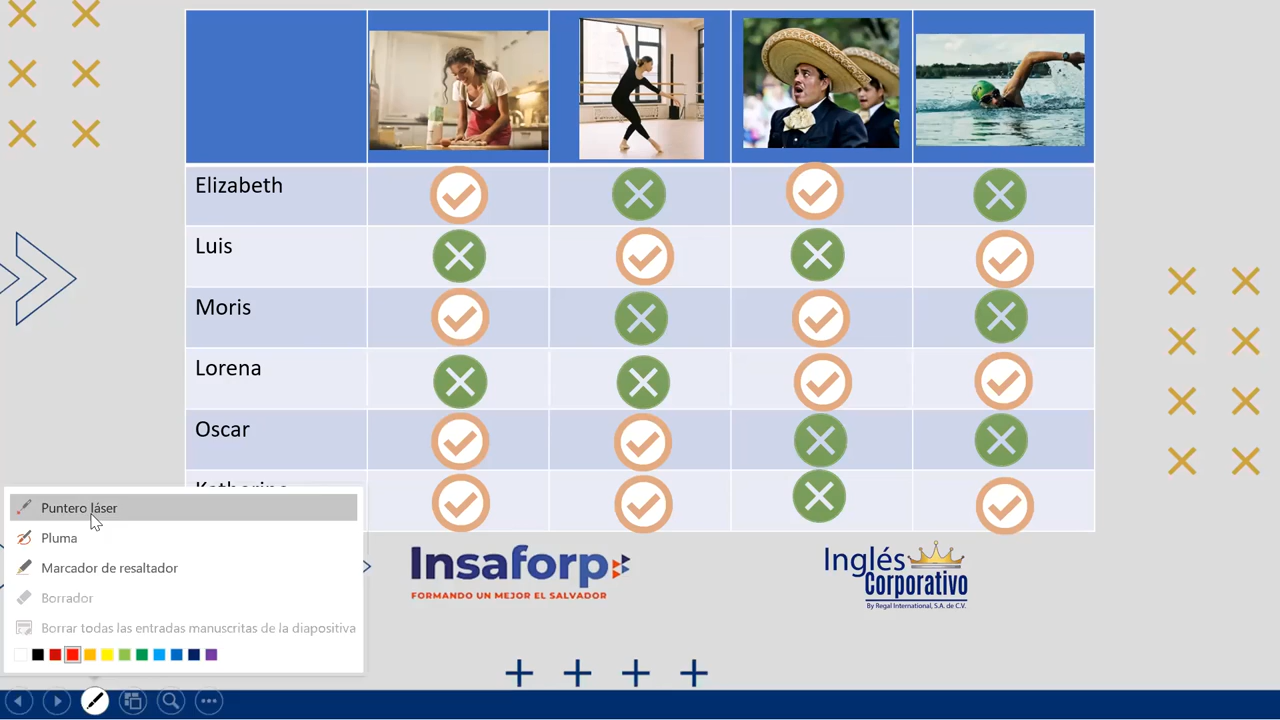 Elizabeth
Luis
Moris
Lorena
Oscar
Puntero láser
Pluma
Marcador de resaltador
Borrador
Borrar todas las entradas manuscritas de la diapositiva
Insaforp
FORMANDO UN MEJOR EL SALVADOR
Inglés
Corporativo
By Regal International, S.A. de C.V.